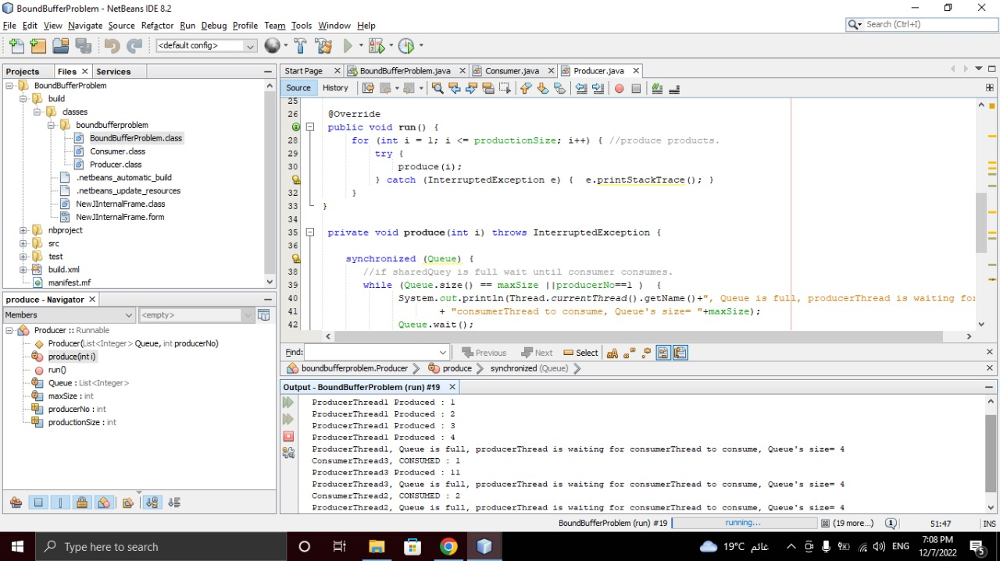 BoundBufferProblem - NetBeans IDE 8.2
File Edit View Navigate Source Refactor Run Debug Profile Team Tools Window Help
Search (Ctrl+I)
<default config>
Projects Files Services
Start Page BoundBufferProblem.java Consumer.java Producer.java
Source History
BoundBufferProblem
build
classes
boundbufferproblem
BoundBufferProblem.class
Consumer.class
Producer.class
.netbeans_automatic_build
.netbeans_update_resources
NewJInternalFrame.class
NewJInternalFrame.form
nbproject
src
test
build.xml
manifest.mf
25
26 @Override
public void run() {
28 for (int i = 1; i <= productionSize; i++) { //produce products.
29 try {
30 produce(i);
} catch (InterruptedException e) { e.printStackTrace(); }
32 }
33 }
34
35 private void produce(int i) throws InterruptedException {
36
synchronized (Queue) {
38 //if sharedQuey is full wait until consumer consumes.
39 while (Queue.size() == maxSize ||producerNo==1 ) {
40 System.out.println(Thread.currentThread().getName()+", Queue is full, producerThread is waiting for
41 + "consumerThread to consume, Queue's size= "+maxSize);
42 Queue.wait();
produce - Navigator
Members <empty>
Producer :: Runnable
Producer(List<Integer> Queue, int producerNo)
produce(int i)
run()
Queue : List<Integer>
maxSize : int
producerNo : int
productionSize : int
Find: Previous Next Select
boundbufferproblem.Producer produce synchronized (Queue)
Output - BoundBufferProblem (run) #19
ProducerThread1 Produced : 1
ProducerThread1 Produced : 2
ProducerThread1 Produced : 3
ProducerThread1 Produced : 4
ProducerThread1, Queue is full, producerThread is waiting for consumerThread to consume, Queue's size= 4
ConsumerThread3, CONSUMED : 1
ProducerThread3 Produced : 11
ProducerThread3, Queue is full, producerThread is waiting for consumerThread to consume, Queue's size= 4
ConsumerThread2, CONSUMED : 2
ProducerThread2, Queue is full, producerThread is waiting for consumerThread to consume, Queue's size= 4
BoundBufferProblem (run) #19 running... (19 more...) 1 51:47 INS
Type here to search
19°C غائم ENG 7:08 PM 12/7/2022 5